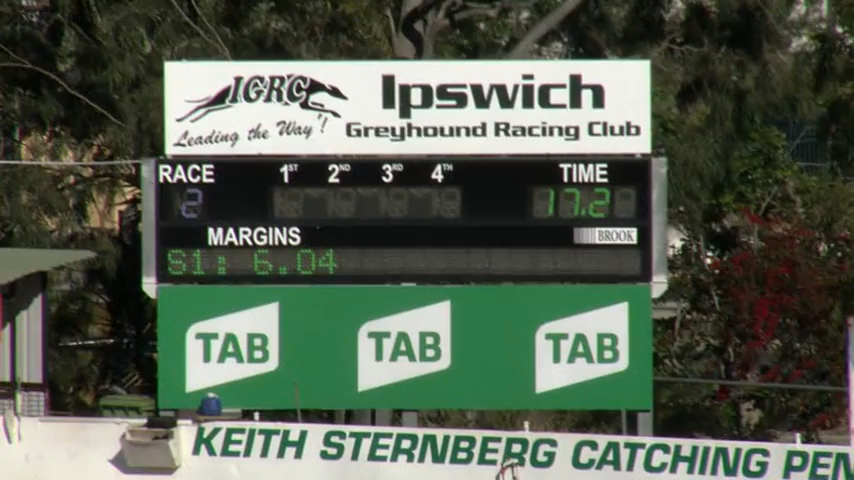 IGRC
Leading the Way!
Ipswich
Greyhound Racing Club
RACE 1ST 2ND 3RD 4TH TIME
2 17.2
MARGINS BROOK
S1: 6.04
TAB TAB TAB
KEITH STERNBERG CATCHING PEN